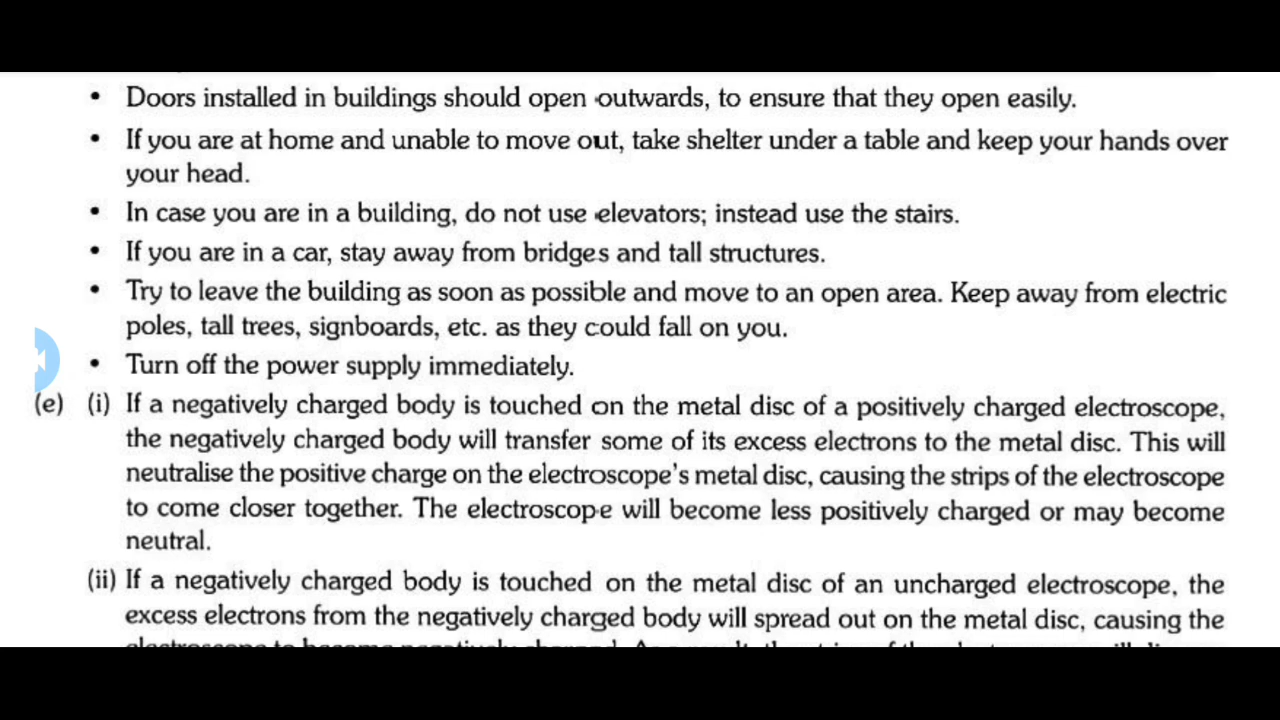 • Doors installed in buildings should open outwards, to ensure that they open easily.
• If you are at home and unable to move out, take shelter under a table and keep your hands over
your head.
• In case you are in a building, do not use elevators; instead use the stairs.
• If you are in a car, stay away from bridges and tall structures.
• Try to leave the building as soon as possible and move to an open area. Keep away from electric
poles, tall trees, signboards, etc. as they could fall on you.
• Turn off the power supply immediately.
(e) (i) If a negatively charged body is touched on the metal disc of a positively charged electroscope,
the negatively charged body will transfer some of its excess electrons to the metal disc. This will
neutralise the positive charge on the electroscope's metal disc, causing the strips of the electroscope
to come closer together. The electroscope will become less positively charged or may become
neutral.
(ii) If a negatively charged body is touched on the metal disc of an uncharged electroscope, the
excess electrons from the negatively charged body will spread out on the metal disc, causing the
electroscope to become negatively charged.